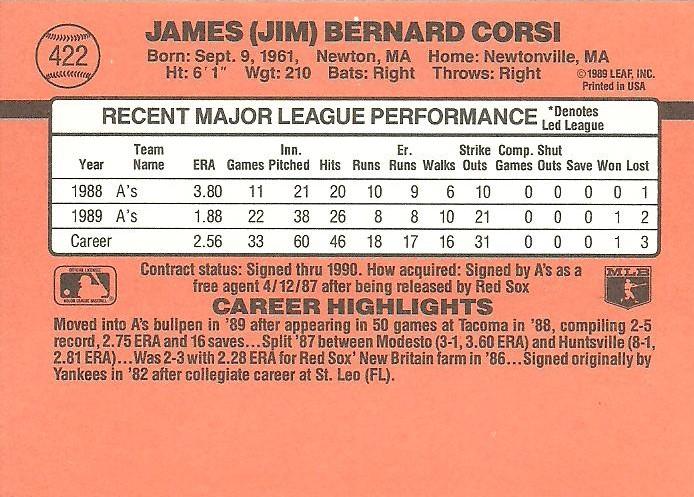 422
JAMES (JIM) BERNARD CORSI
Born: Sept. 9, 1961, Newton, MA Home: Newtonville, MA
Ht: 6'1" Wgt: 210 Bats: Right Throws: Right
©1989 LEAF, INC.
Printed in USA
RECENT MAJOR LEAGUE PERFORMANCE *Denotes Led League
Year Team Name ERA Games Inn. Pitched Hits Runs Er. Runs Walks Strike Outs Comp. Games Shut Outs Save Won Lost
1988 A's 3.80 11 21 20 10 9 6 10 0 0 0 0 1
1989 A's 1.88 22 38 26 8 8 10 21 0 0 0 1 2
Career 2.56 33 60 46 18 17 16 31 0 0 0 1 3
OFFICIAL LICENSEE
MAJOR LEAGUE BASEBALL
Contract status: Signed thru 1990. How acquired: Signed by A's as a
free agent 4/12/87 after being released by Red Sox
MLB
CAREER HIGHLIGHTS
Moved into A's bullpen in '89 after appearing in 50 games at Tacoma in '88, compiling 2-5
record, 2.75 ERA and 16 saves...Split '87 between Modesto (3-1, 3.60 ERA) and Huntsville (8-1,
2.81 ERA)...Was 2-3 with 2.28 ERA for Red Sox' New Britain farm in '86...Signed originally by
Yankees in '82 after collegiate career at St. Leo (FL).